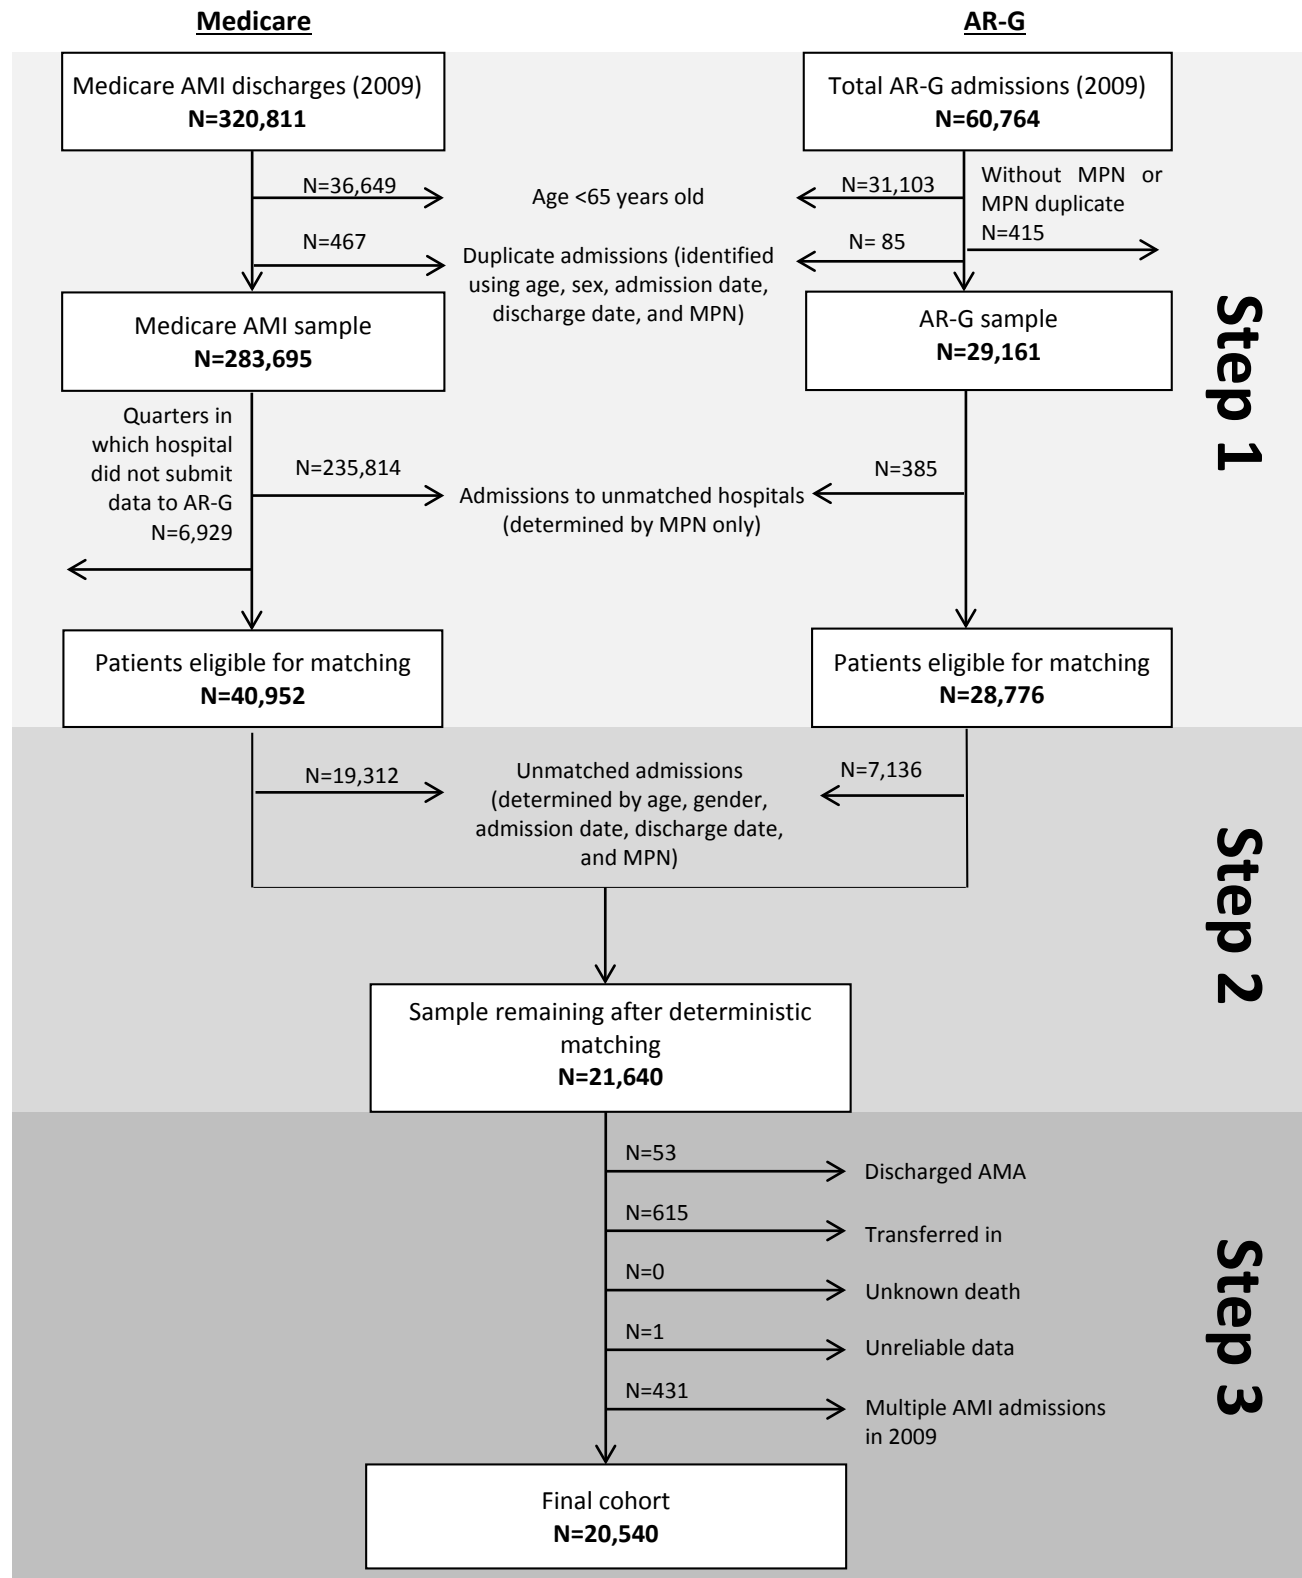 Medicare
AR-G
Medicare AMI discharges (2009)
N=320,811
Total AR-G admissions (2009)
N=60,764
N=36,649
Age <65 years old
N=31,103
Without MPN or
MPN duplicate
N=415
N=467
Duplicate admissions (identified
using age, sex, admission date,
discharge date, and MPN)
N= 85
Medicare AMI sample
N=283,695
AR-G sample
N=29,161
Step 1
Quarters in
which hospital
did not submit
data to AR-G
N=6,929
N=235,814
Admissions to unmatched hospitals
(determined by MPN only)
N=385
Patients eligible for matching
N=40,952
Patients eligible for matching
N=28,776
N=19,312
Unmatched admissions
(determined by age, gender,
admission date, discharge date,
and MPN)
N=7,136
Step 2
Sample remaining after deterministic
matching
N=21,640
N=53
Discharged AMA
N=615
Transferred in
N=0
Unknown death
N=1
Unreliable data
N=431
Multiple AMI admissions
in 2009
Step 3
Final cohort
N=20,540